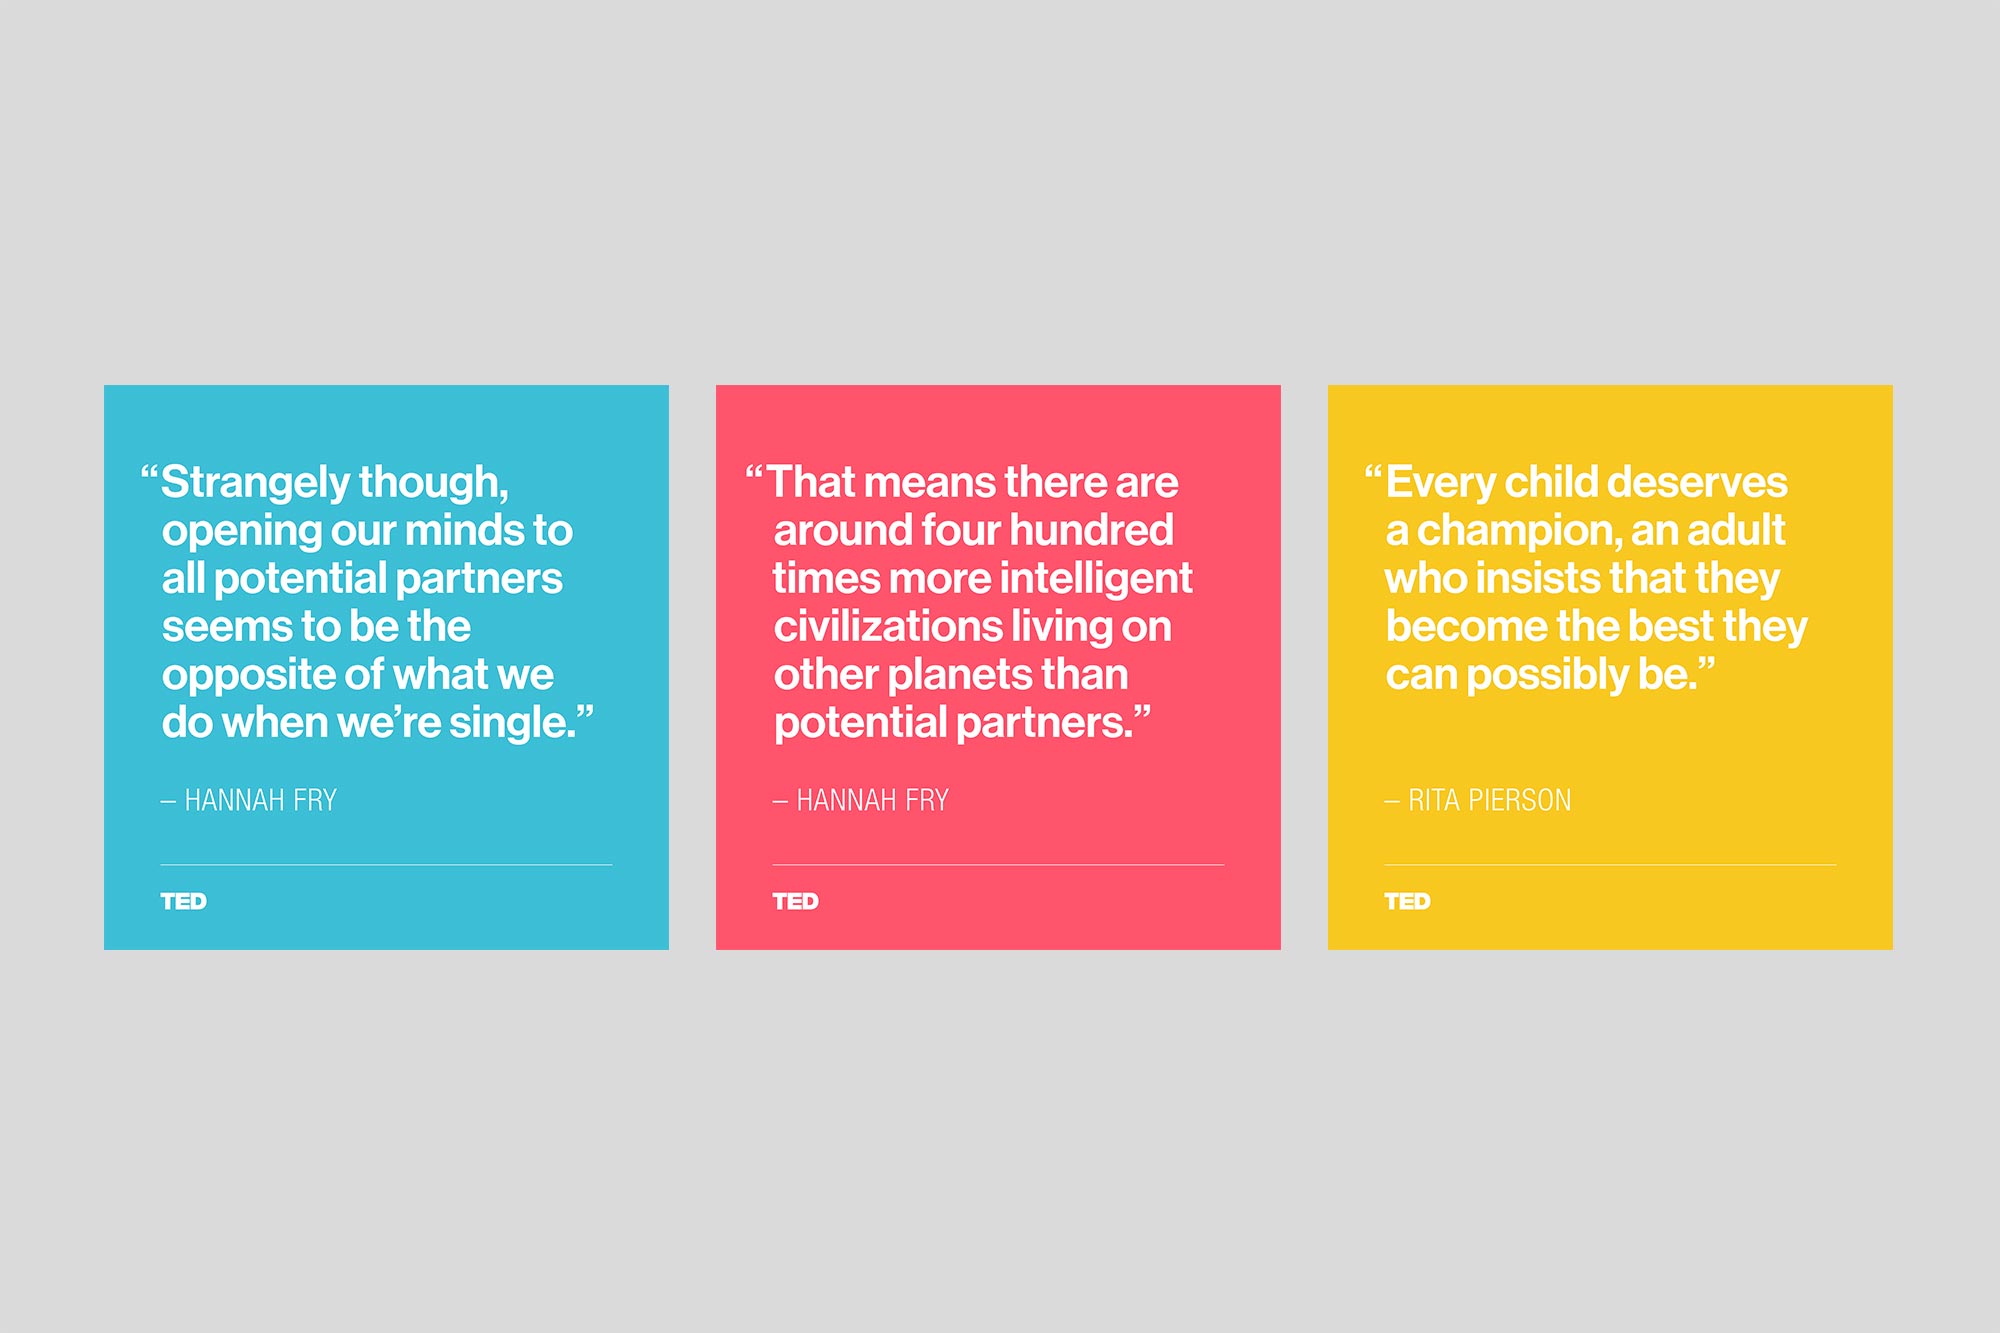 “Strangely though,
opening our minds to
all potential partners
seems to be the
opposite of what we
do when we’re single.”
– HANNAH FRY
TED
“That means there are
around four hundred
times more intelligent
civilizations living on
other planets than
potential partners.”
– HANNAH FRY
TED
“Every child deserves
a champion, an adult
who insists that they
become the best they
can possibly be.”
– RITA PIERSON
TED